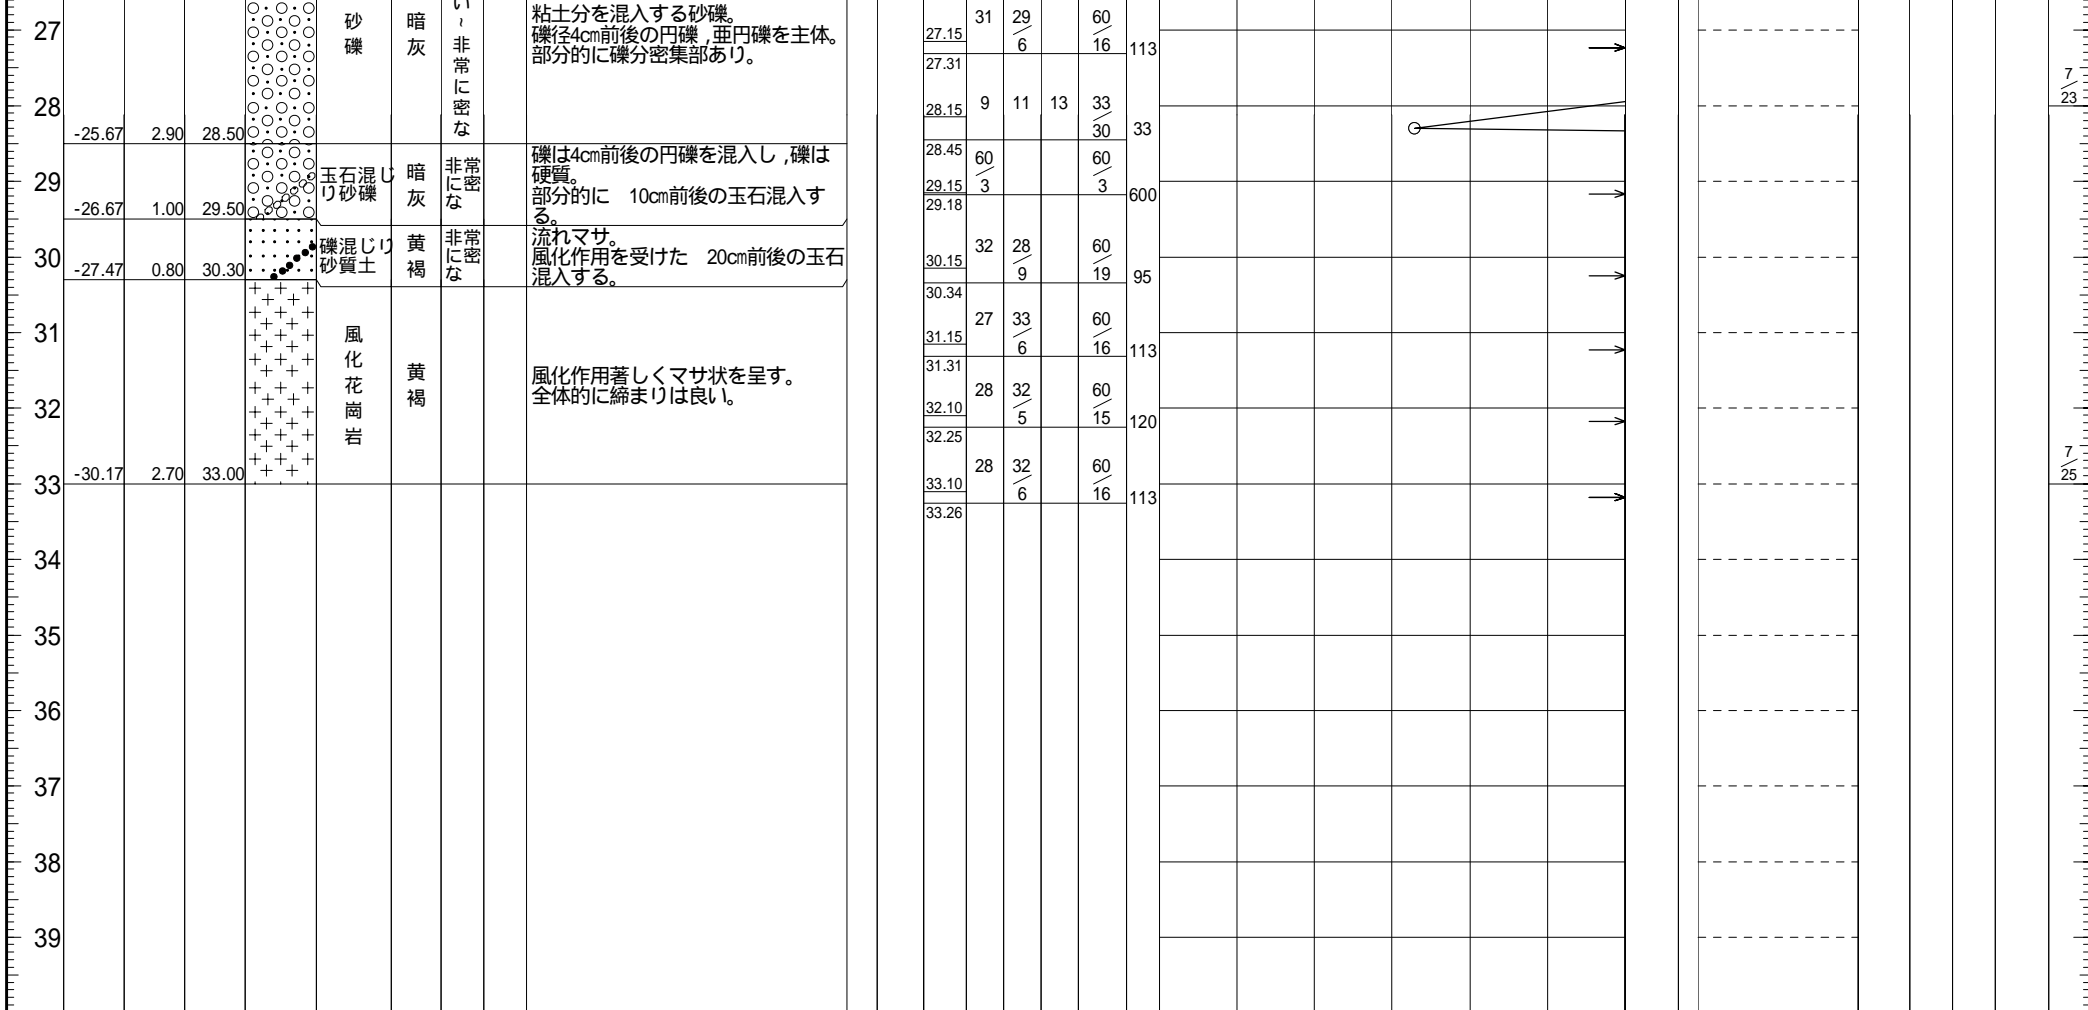 27
28
29
30
31
32
33
34
35
36
37
38
39
-25.67 2.90 28.50
-26.67 1.00 29.50
-27.47 0.80 30.30
-30.17 2.70 33.00
砂礫
暗灰
い~非常に密な
粘土分を混入する砂礫。
礫径4cm前後の円礫,亜円礫を主体。
部分的に礫分密集部あり。
玉石混じ
り砂礫
暗灰
非常に密な
礫は4cm前後の円礫を混入し,礫は
硬質。
部分的に 10cm前後の玉石混入す
る。
礫混じり
砂質土
黄褐
非常に密な
流れマサ。
風化作用を受けた 20cm前後の玉石
混入する。
風化花崗岩
黄褐
風化作用著しくマサ状を呈す。
全体的に締まりは良い。
27.15 31 29/6 60/16 113
27.31
28.15 9 11 13 33/30 33
28.45
29.15 60/3 60/3 600
29.18
30.15 32 28/9 60/19 95
30.34
31.15 27 33/6 60/16 113
31.31
32.10 28 32/5 60/15 120
32.25
33.10 28 32/6 60/16 113
33.26
7/23
7/25